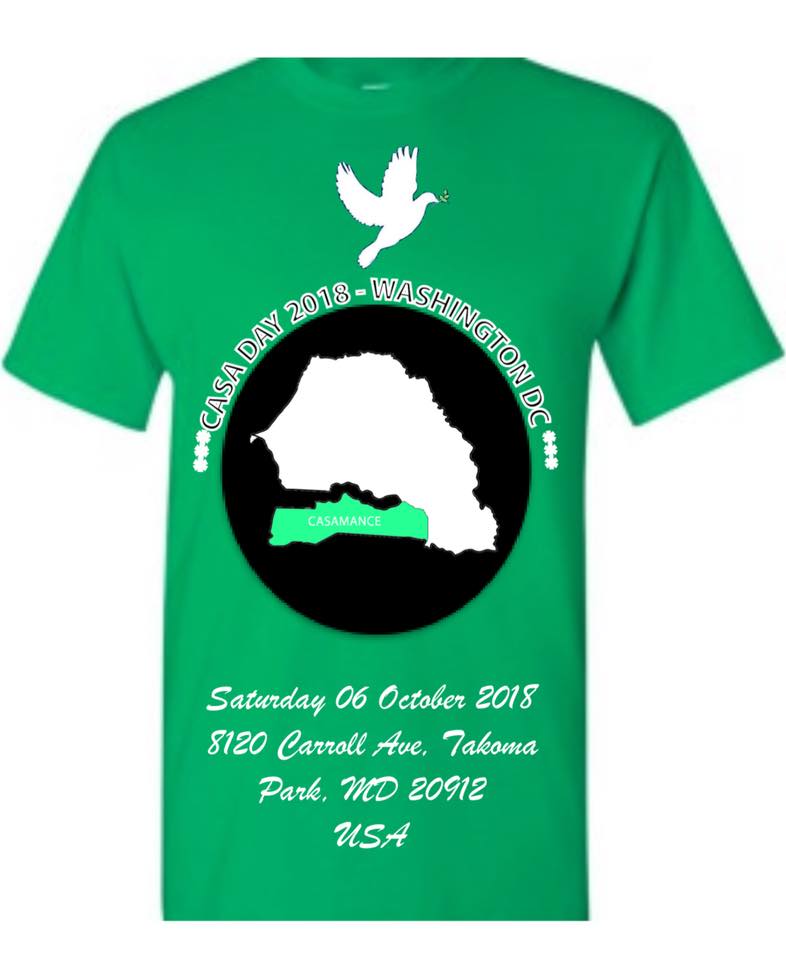 CASA DAY 2018 - WASHINGTON DC
CASAMANCE
Saturday 06 October 2018
8120 Carroll Ave, Takoma
Park, MD 20912
USA